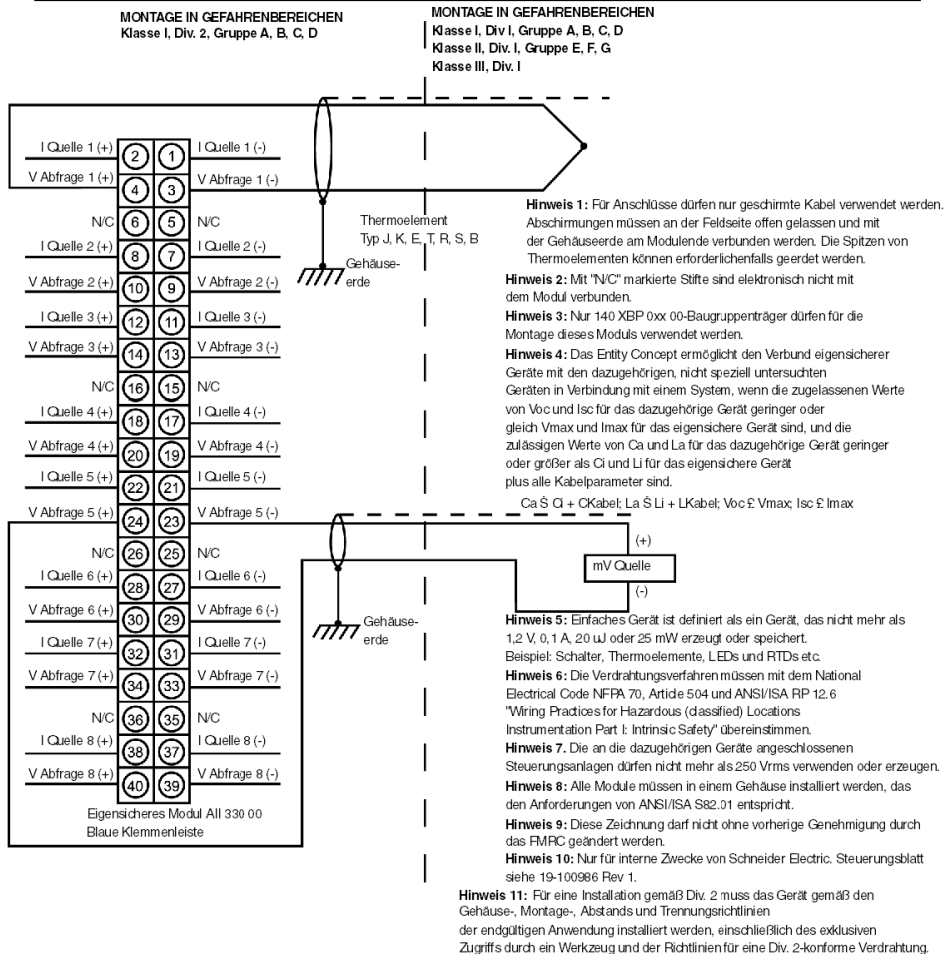 MONTAGE IN GEFAHRENBEREICHEN
Klasse I, Div. 2, Gruppe A, B, C, D
MONTAGE IN GEFAHRENBEREICHEN
Klasse I, Div I, Gruppe A, B, C, D
Klasse II, Div. I, Gruppe E, F, G
Klasse III, Div. I
I Quelle 1 (+) 2 1 I Quelle 1 (-)
V Abfrage 1 (+) 4 3 V Abfrage 1 (-)
N/C 6 5 N/C
I Quelle 2 (+) 8 7 I Quelle 2 (-)
V Abfrage 2 (+) 10 9 V Abfrage 2 (-)
I Quelle 3 (+) 12 11 I Quelle 3 (-)
V Abfrage 3 (+) 14 13 V Abfrage 3 (-)
N/C 16 15 N/C
I Quelle 4 (+) 18 17 I Quelle 4 (-)
V Abfrage 4 (+) 20 19 V Abfrage 4 (-)
I Quelle 5 (+) 22 21 I Quelle 5 (-)
V Abfrage 5 (+) 24 23 V Abfrage 5 (-)
N/C 26 25 N/C
I Quelle 6 (+) 28 27 I Quelle 6 (-)
V Abfrage 6 (+) 30 29 V Abfrage 6 (-)
I Quelle 7 (+) 32 31 I Quelle 7 (-)
V Abfrage 7 (+) 34 33 V Abfrage 7 (-)
N/C 36 35 N/C
I Quelle 8 (+) 38 37 I Quelle 8 (-)
V Abfrage 8 (+) 40 39 V Abfrage 8 (-)
Eigensicheres Modul AII 330 00
Blaue Klemmenleiste
Thermoelement
Typ J, K, E, T, R, S, B
Gehäuse-
erde
Gehäuse-
erde
Hinweis 1: Für Anschlüsse dürfen nur geschirmte Kabel verwendet werden.
Abschirmungen müssen an der Feldseite offen gelassen und mit
der Gehäuseerde am Modulende verbunden werden. Die Spitzen von
Thermoelementen können erforderlichenfalls geerdet werden.
Hinweis 2: Mit "N/C" markierte Stifte sind elektronisch nicht mit
dem Modul verbunden.
Hinweis 3: Nur 140 XBP 0xx 00-Baugruppenträger dürfen für die
Montage dieses Moduls verwendet werden.
Hinweis 4: Das Entity Concept ermöglicht den Verbund eigensicherer
Geräte mit den dazugehörigen, nicht speziell untersuchten
Geräten in Verbindung mit einem System, wenn die zugelassenen Werte
von Voc und Isc für das dazugehörige Gerät geringer oder
gleich Vmax und Imax für das eigensichere Gerät sind, und die
zulässigen Werte von Ca und La für das dazugehörige Gerät geringer
oder größer als Ci und Li für das eigensichere Gerät
plus alle Kabelparameter sind.
Ca Š Ci + CKabel; La Š Li + LKabel; Voc £ Vmax; Isc £ Imax
(+)
mV Quelle
(-)
Hinweis 5: Einfaches Gerät ist definiert als ein Gerät, das nicht mehr als
1,2 V, 0,1 A, 20 uJ oder 25 mW erzeugt oder speichert.
Beispiel: Schalter, Thermoelemente, LEDs und RTDs etc.
Hinweis 6: Die Verdrahtungsverfahren müssen mit dem National
Electrical Code NFPA 70, Article 504 und ANSI/ISA RP 12.6
"Wiring Practices for Hazardous (classified) Locations
Instrumentation Part I: Intrinsic Safety" übereinstimmen.
Hinweis 7. Die an die dazugehörigen Geräte angeschlossenen
Steuerungsanlagen dürfen nicht mehr als 250 Vrms verwenden oder erzeugen.
Hinweis 8: Alle Module müssen in einem Gehäuse installiert werden, das
den Anforderungen von ANSI/ISA S82.01 entspricht.
Hinweis 9: Diese Zeichnung darf nicht ohne vorherige Genehmigung durch
das FMRC geändert werden.
Hinweis 10: Nur für interne Zwecke von Schneider Electric. Steuerungsblatt
siehe 19-100986 Rev 1.
Hinweis 11: Für eine Installation gemäß Div. 2 muss das Gerät gemäß den
Gehäuse-, Montage-, Abstands und Trennungsrichtlinien
der endgültigen Anwendung installiert werden, einschließlich des exklusiven
Zugriffs durch ein Werkzeug und der Richtlinien für eine Div. 2-konforme Verdrahtung.